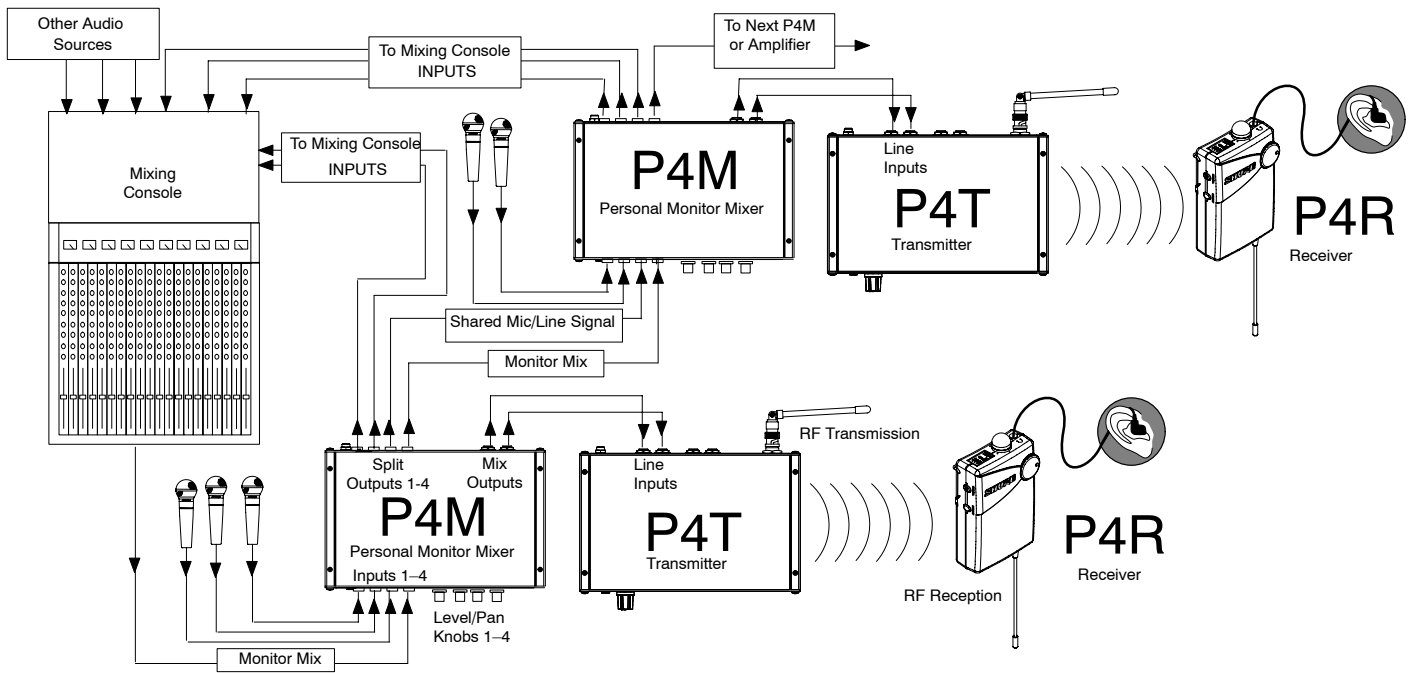 Other Audio
Sources
To Mixing Console
INPUTS
To Next P4M
or Amplifier
To Mixing Console
INPUTS
Mixing
Console
P4M
Personal Monitor Mixer
Line
Inputs
P4T
Transmitter
P4R
Receiver
Shared Mic/Line Signal
Monitor Mix
RF Transmission
Split
Outputs 1-4
Mix
Outputs
P4M
Personal Monitor Mixer
Inputs 1–4
Line
Inputs
P4T
Transmitter
P4R
Receiver
RF Reception
Level/Pan
Knobs 1–4
Monitor Mix